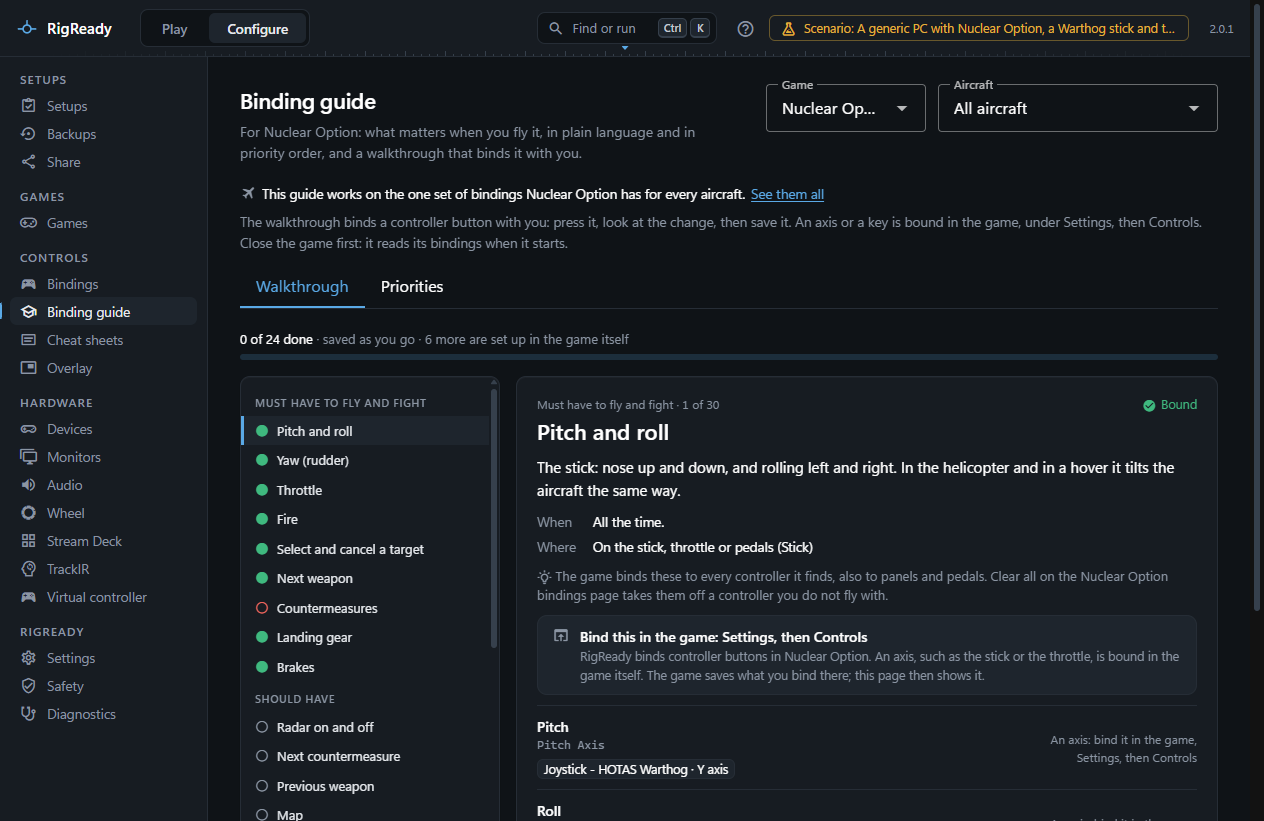 RigReady
Play
Configure
Find or run
Ctrl
K
Scenario: A generic PC with Nuclear Option, a Warthog stick and t...
2.0.1
SETUPS
Setups
Backups
Share
GAMES
Games
CONTROLS
Bindings
Binding guide
Cheat sheets
Overlay
HARDWARE
Devices
Monitors
Audio
Wheel
Stream Deck
TrackIR
Virtual controller
RIGREADY
Settings
Safety
Diagnostics
Binding guide
For Nuclear Option: what matters when you fly it, in plain language and in
priority order, and a walkthrough that binds it with you.
Game
Nuclear Op...
Aircraft
All aircraft
This guide works on the one set of bindings Nuclear Option has for every aircraft. See them all
The walkthrough binds a controller button with you: press it, look at the change, then save it. An axis or a key is bound in the game, under Settings, then Controls.
Close the game first: it reads its bindings when it starts.
Walkthrough
Priorities
0 of 24 done · saved as you go · 6 more are set up in the game itself
MUST HAVE TO FLY AND FIGHT
Pitch and roll
Yaw (rudder)
Throttle
Fire
Select and cancel a target
Next weapon
Countermeasures
Landing gear
Brakes
SHOULD HAVE
Radar on and off
Next countermeasure
Previous weapon
Map
Must have to fly and fight · 1 of 30
Bound
Pitch and roll
The stick: nose up and down, and rolling left and right. In the helicopter and in a hover it tilts the
aircraft the same way.
When All the time.
Where On the stick, throttle or pedals (Stick)
The game binds these to every controller it finds, also to panels and pedals. Clear all on the Nuclear Option
bindings page takes them off a controller you do not fly with.
Bind this in the game: Settings, then Controls
RigReady binds controller buttons in Nuclear Option. An axis, such as the stick or the throttle, is bound in the
game itself. The game saves what you bind there; this page then shows it.
Pitch
Pitch Axis
Joystick - HOTAS Warthog · Y axis
An axis: bind it in the game,
Settings, then Controls
Roll